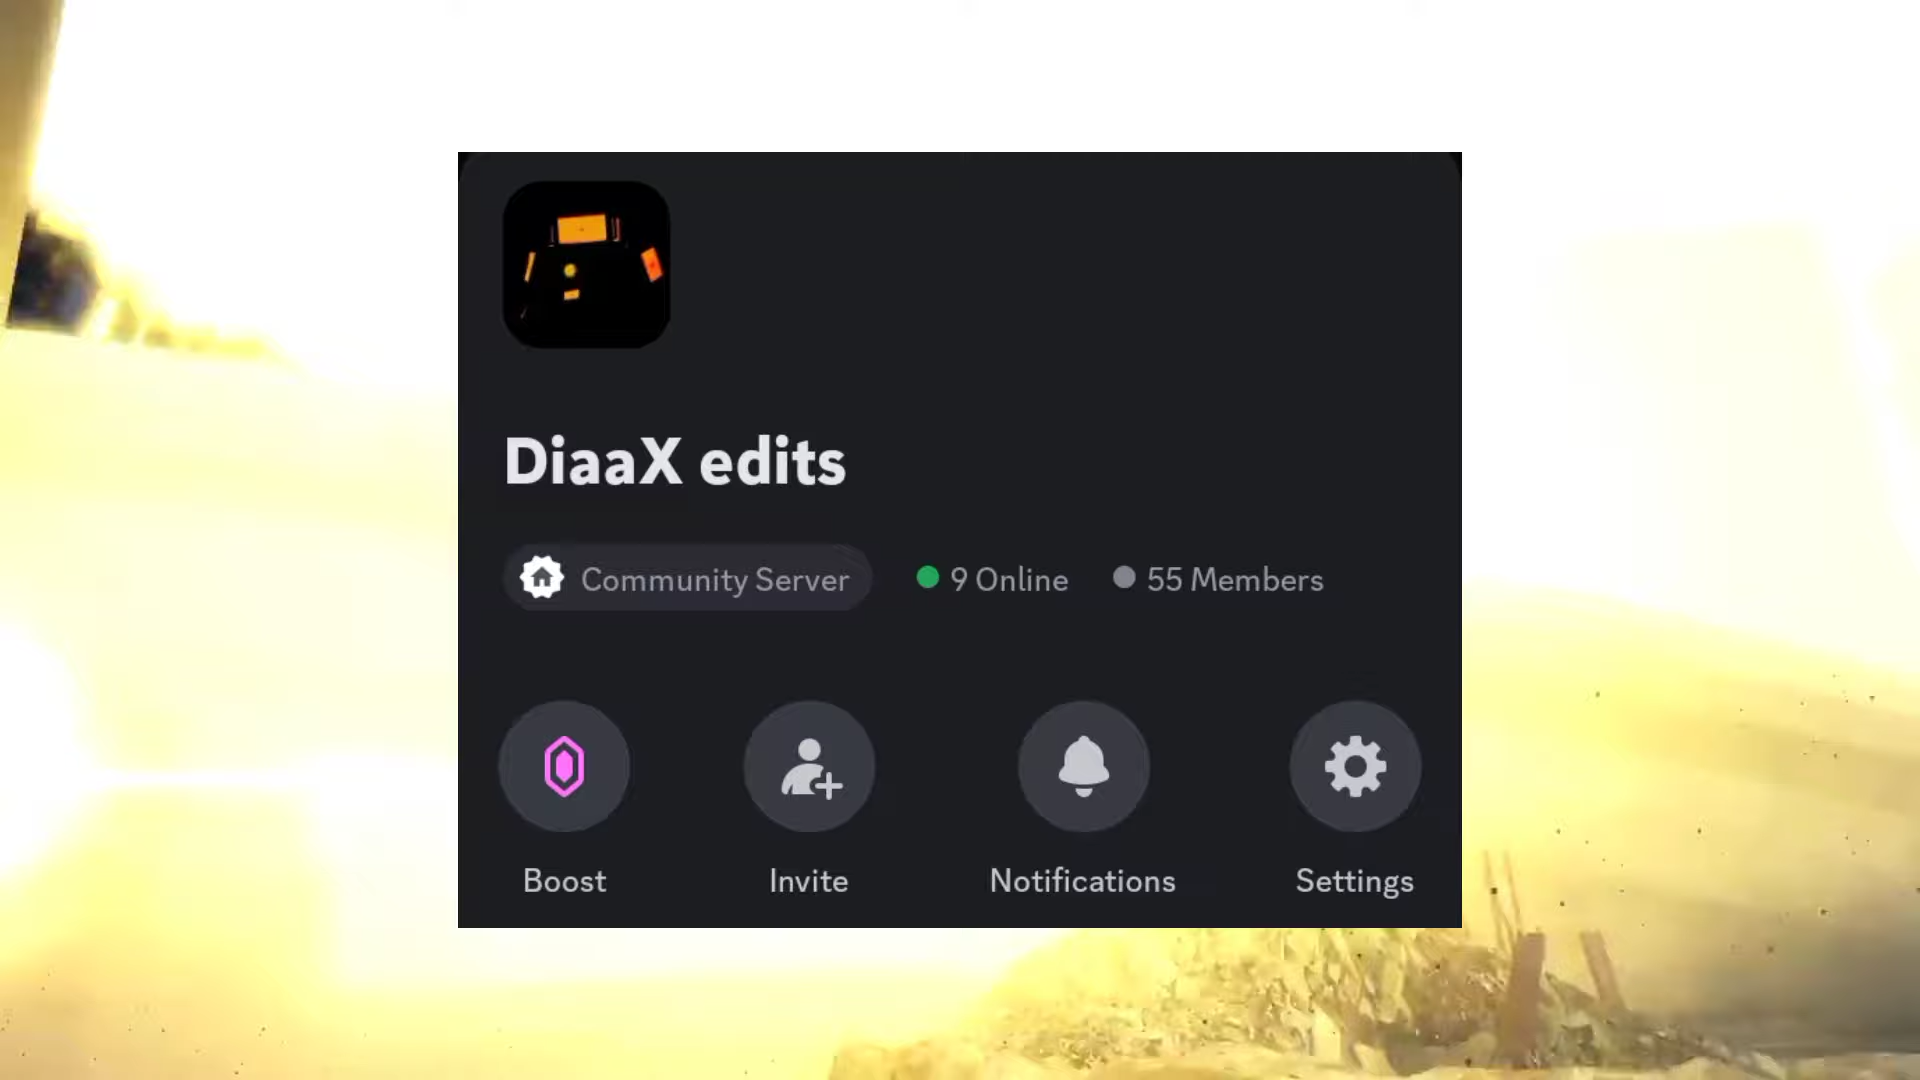 DiaaX edits
Community Server 9 Online 55 Members
Boost Invite Notifications Settings